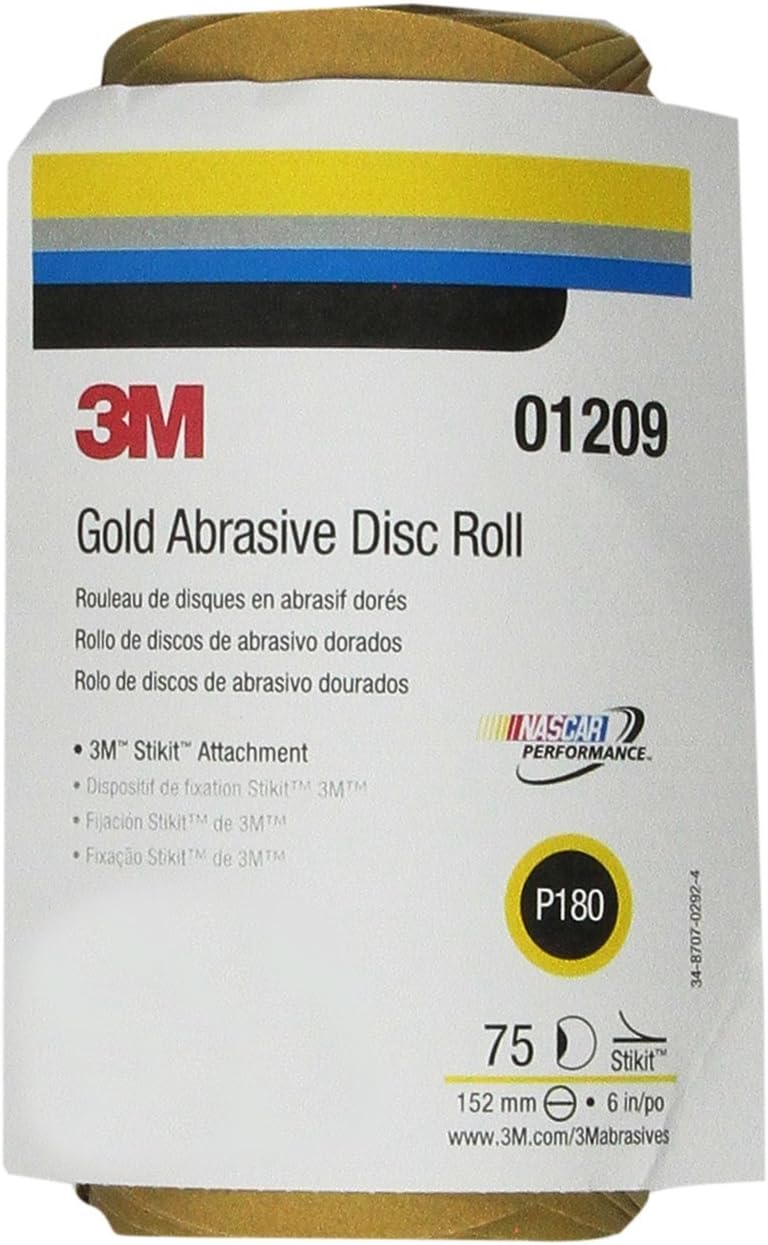 3M 01209
Gold Abrasive Disc Roll
Rouleau de disques en abrasif dorés
Rollo de discos de abrasivo dorados
Rolo de discos de abrasivo dourados
• 3M™ Stikit™ Attachment
• Dispositif de fixation Stikit™ 3M™
• Fijación Stikit™ de 3M™
• Fixação Stikit™ de 3M™
NASCAR
PERFORMANCE™
P180
34-8707-0292-4
75 Stikit™
152 mm • 6 in/po
www.3M.com/3Mabrasives